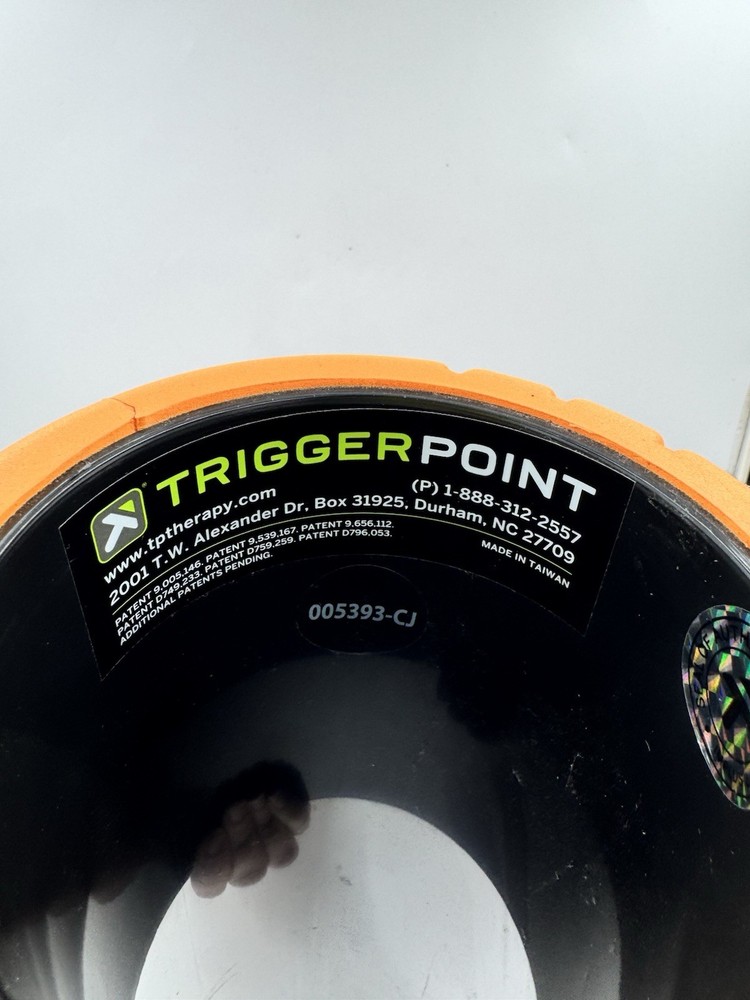 TRIGGERPOINT
www.tptherapy.com (P) 1-888-312-2557
2001 T.W. Alexander Dr, Box 31925, Durham, NC 27709
PATENT 9,005,146. PATENT 9,539,167. PATENT 9,656,112.
PATENT D749,233. PATENT D759,259. PATENT D796,053.
ADDITIONAL PATENTS PENDING.
MADE IN TAIWAN
005393-CJ